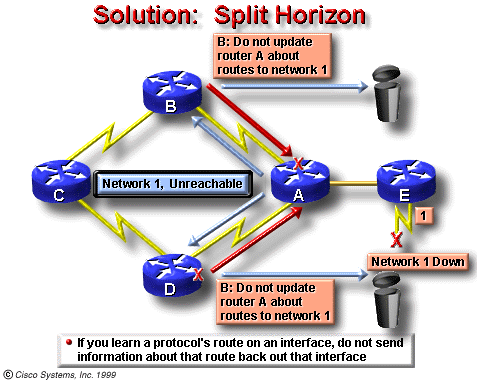 Solution: Split Horizon
B: Do not update
router A about
routes to network 1
B
C
Network 1, Unreachable
A
E
X
1
X
Network 1 Down
D
X
B: Do not update
router A about
routes to network 1
If you learn a protocol's route on an interface, do not send
information about that route back out that interface
© Cisco Systems, Inc. 1999